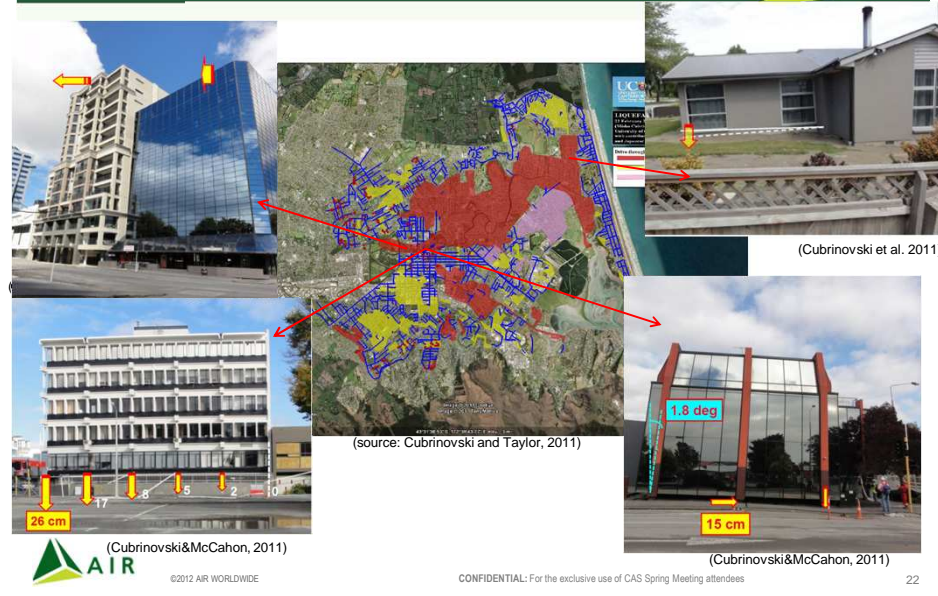 UC
LIQUEFA
(Cubrinovski et al. 2011
(
1.8 deg
(source: Cubrinovski and Taylor, 2011)
8
5
2
0
17
26 cm
15 cm
(Cubrinovski&McCahon, 2011)
(Cubrinovski&McCahon, 2011)
AIR
©2012 AIR WORLDWIDE
CONFIDENTIAL: For the exclusive use of CAS Spring Meeting attendees
22